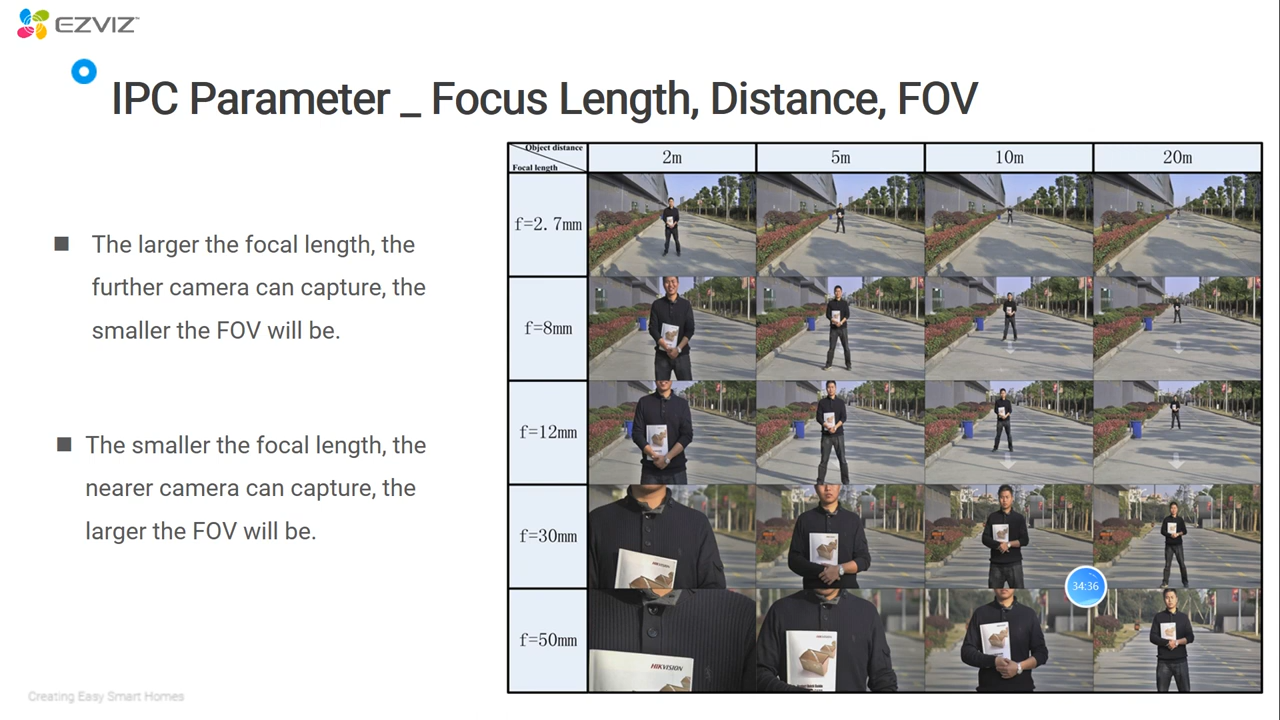 EZVIZ
IPC Parameter _ Focus Length, Distance, FOV
The larger the focal length, the
further camera can capture, the
smaller the FOV will be.
The smaller the focal length, the
nearer camera can capture, the
larger the FOV will be.
Object distance
Focal length
2m
5m
10m
20m
f=2.7mm
f=8mm
f=12mm
f=30mm
f=50mm
HIKVISION
34:36
Creating Easy Smart Homes